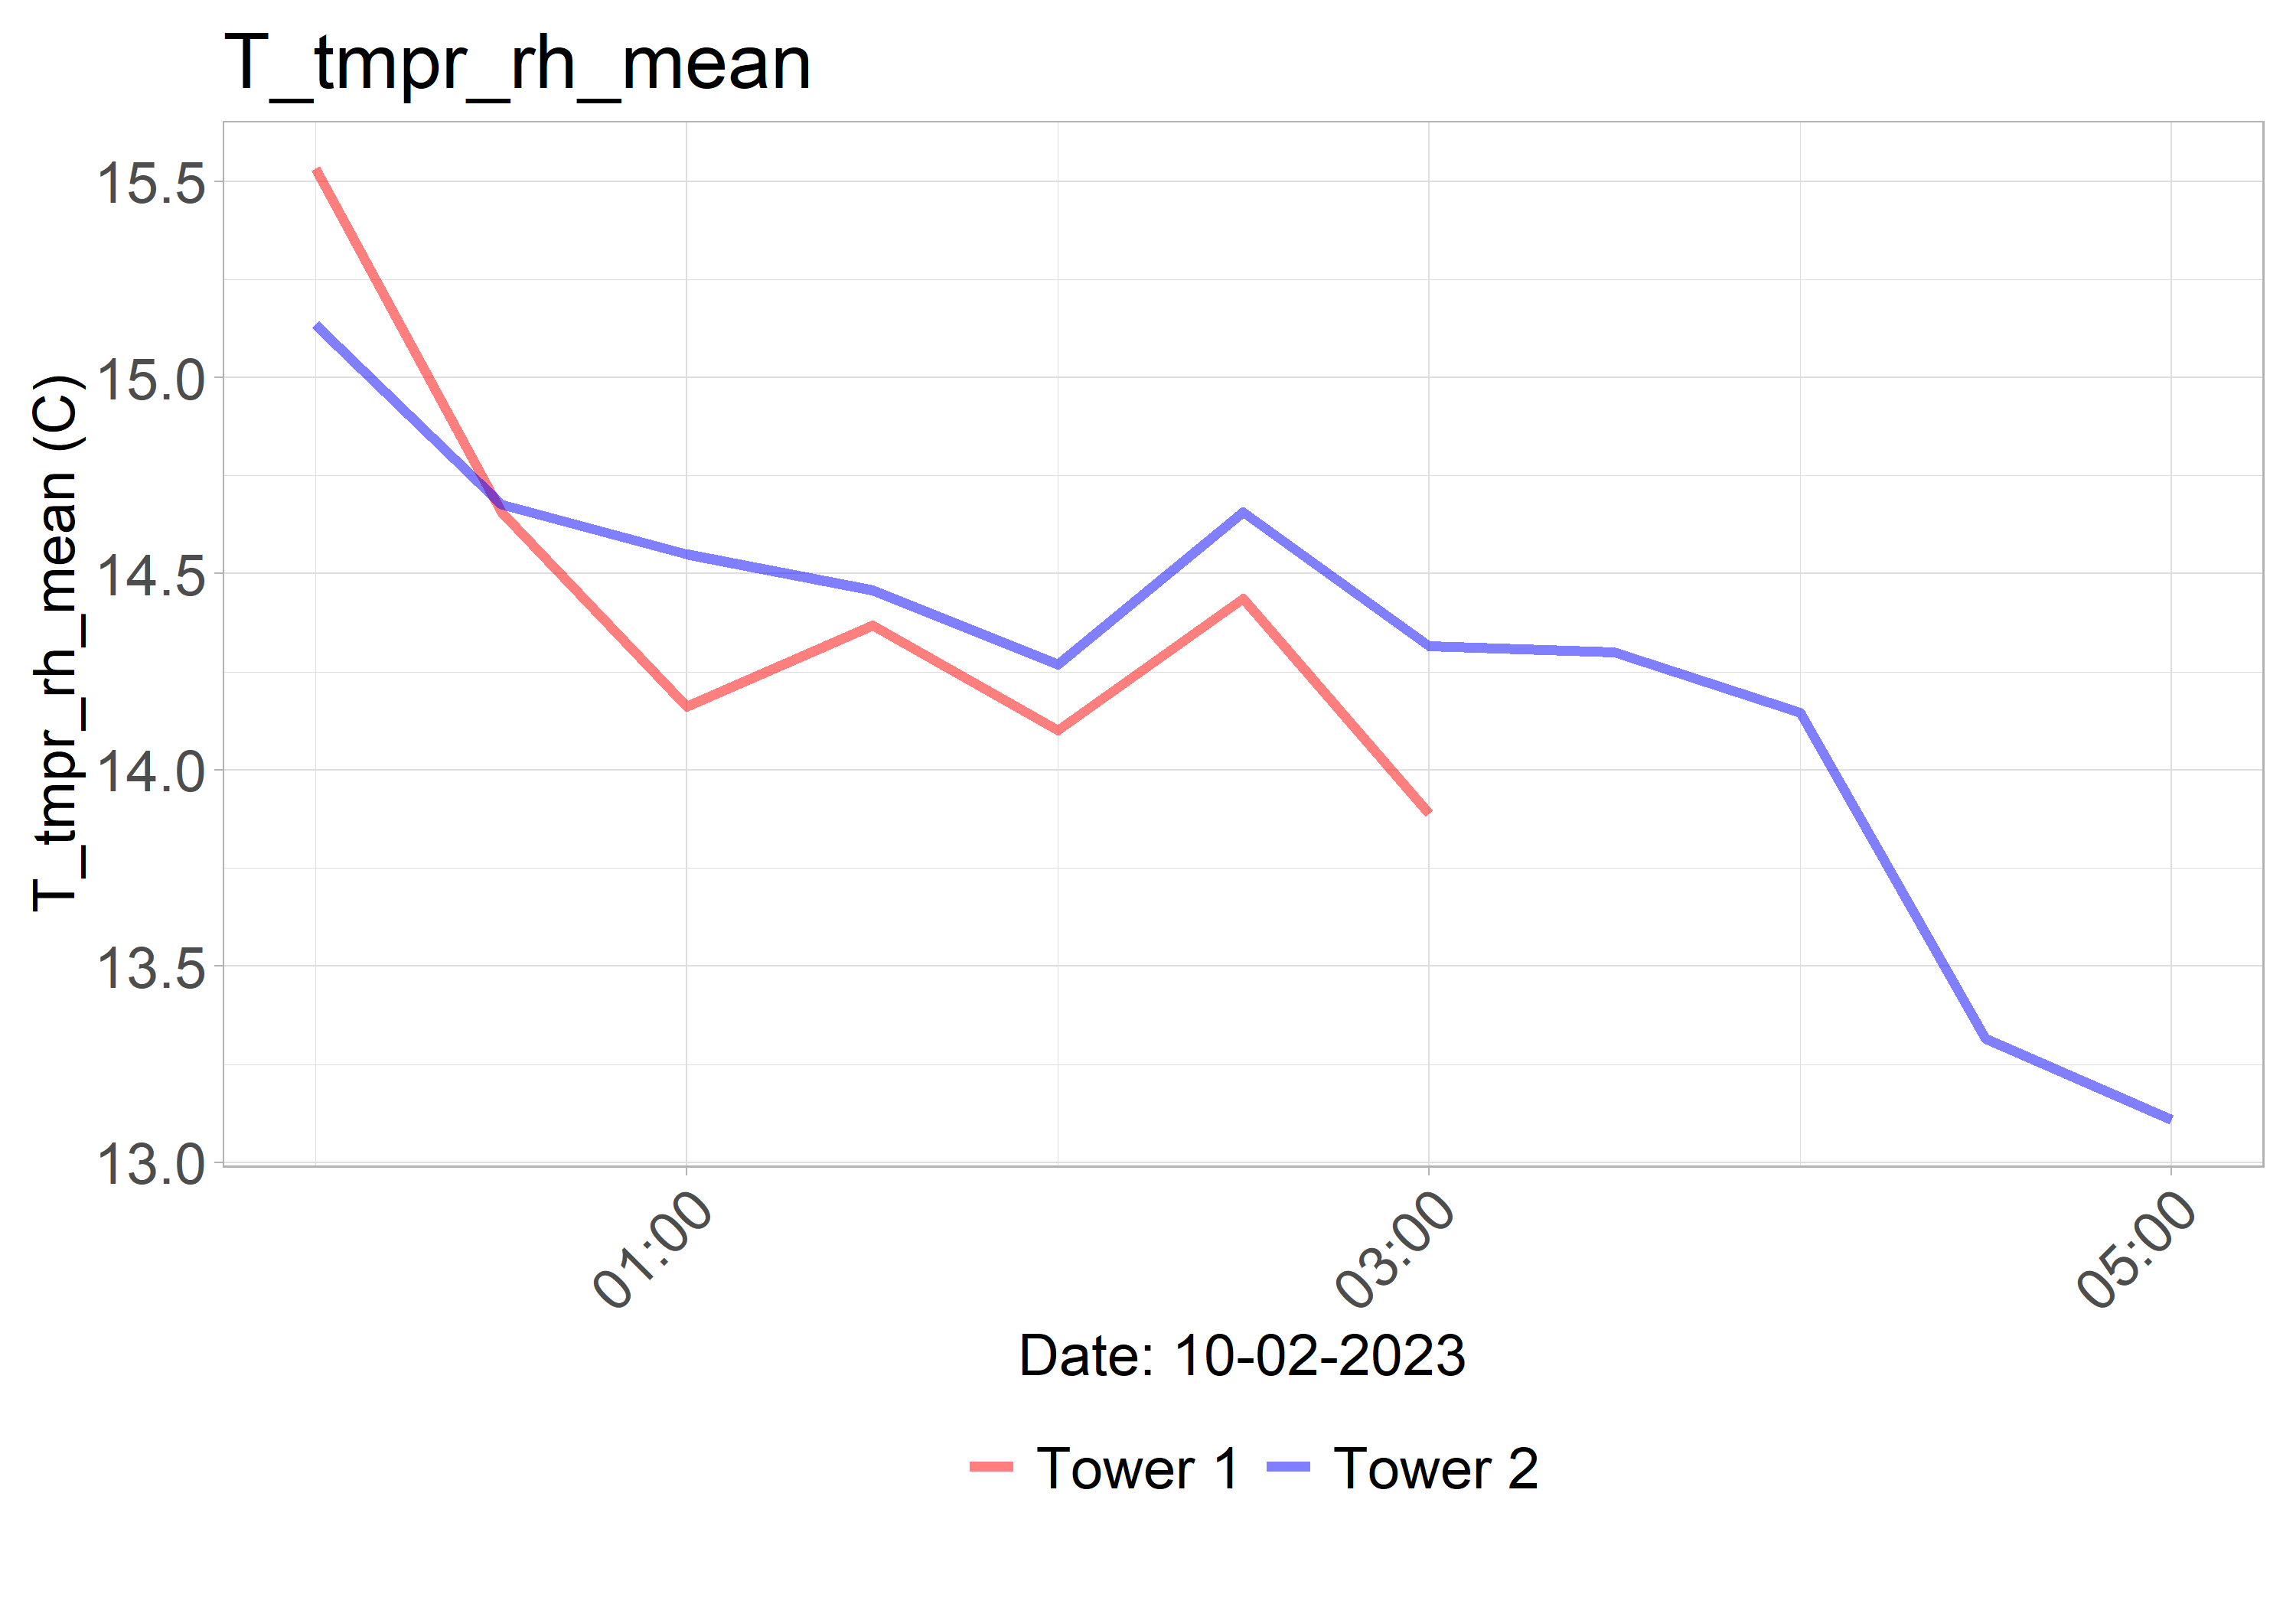 T_tmpr_rh_mean
T_tmpr_rh_mean (C)
15.5
15.0
14.5
14.0
13.5
13.0
01:00
03:00
05:00
Date: 10-02-2023
Tower 1
Tower 2